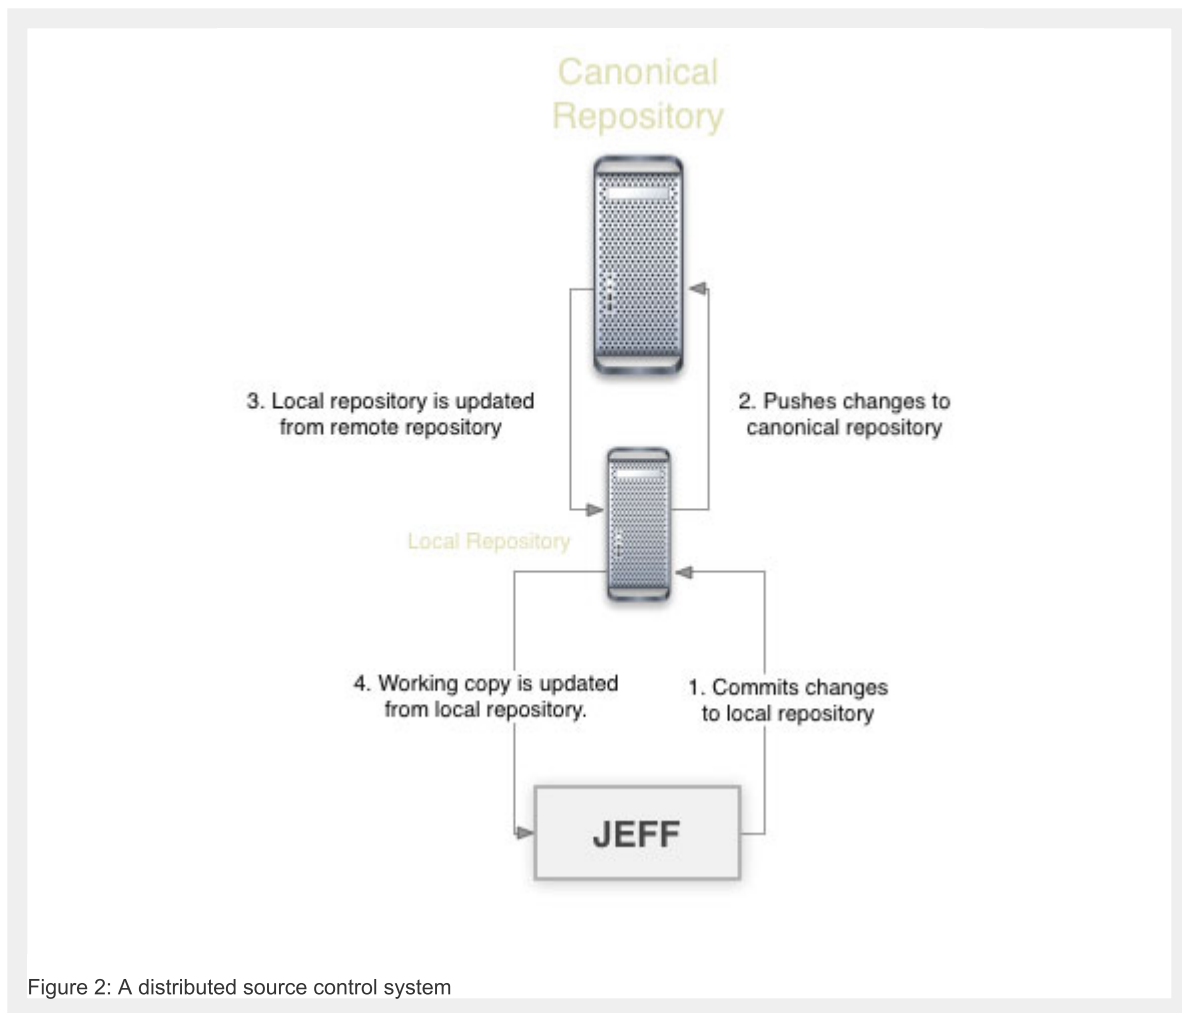 Canonical
Repository
3. Local repository is updated
from remote repository
2. Pushes changes to
canonical repository
Local Repository
4. Working copy is updated
from local repository.
1. Commits changes
to local repository
JEFF
Figure 2: A distributed source control system